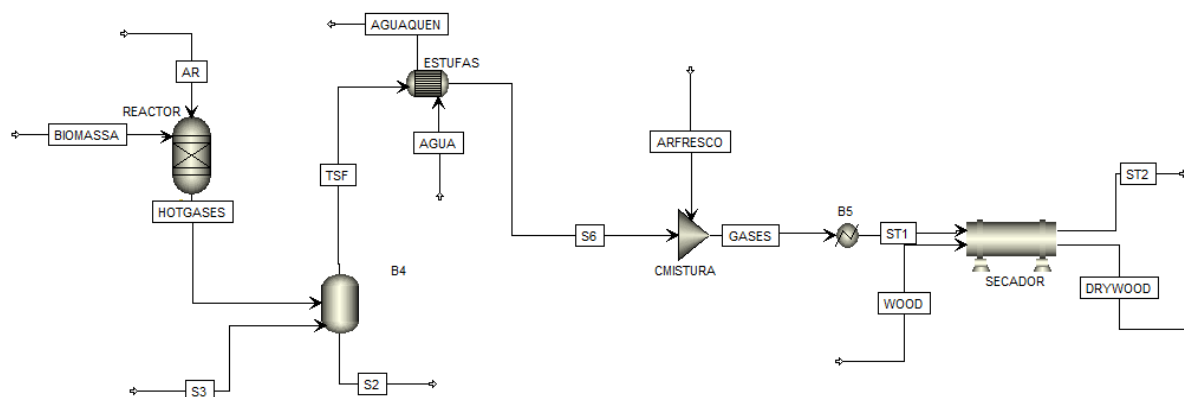 AGUAQUEN
ESTUFAS
AR
REACTOR
BIOMASSA
AGUA
ARFRESCO
TSF
ST2
HOTGASES
B5
S6
GASES
ST1
B4
CMISTURA
SECADOR
DRYWOOD
WOOD
S3
S2